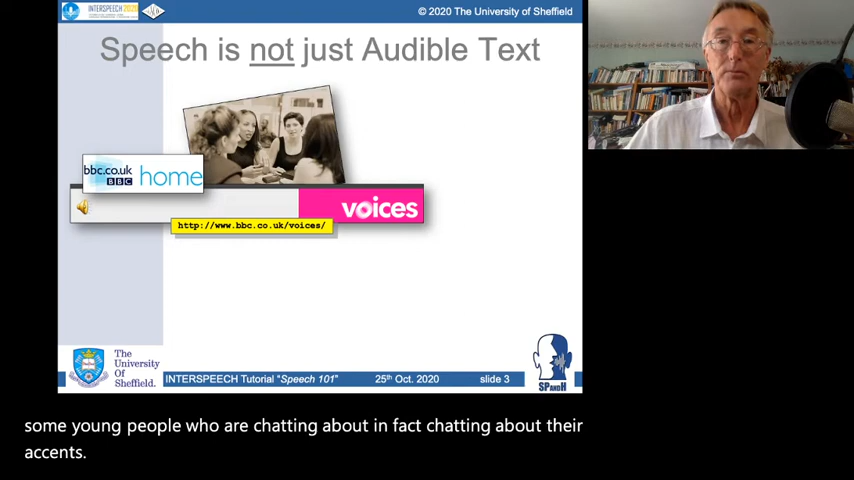 INTERSPEECH 2020
© 2020 The University of Sheffield
Speech is not just Audible Text
bbc.co.uk
BBC
home
voices
http://www.bbc.co.uk/voices/
The
University
Of
Sheffield.
INTERSPEECH Tutorial "Speech 101" 25th Oct. 2020 slide 3
SPandH
some young people who are chatting about in fact chatting about their
accents.